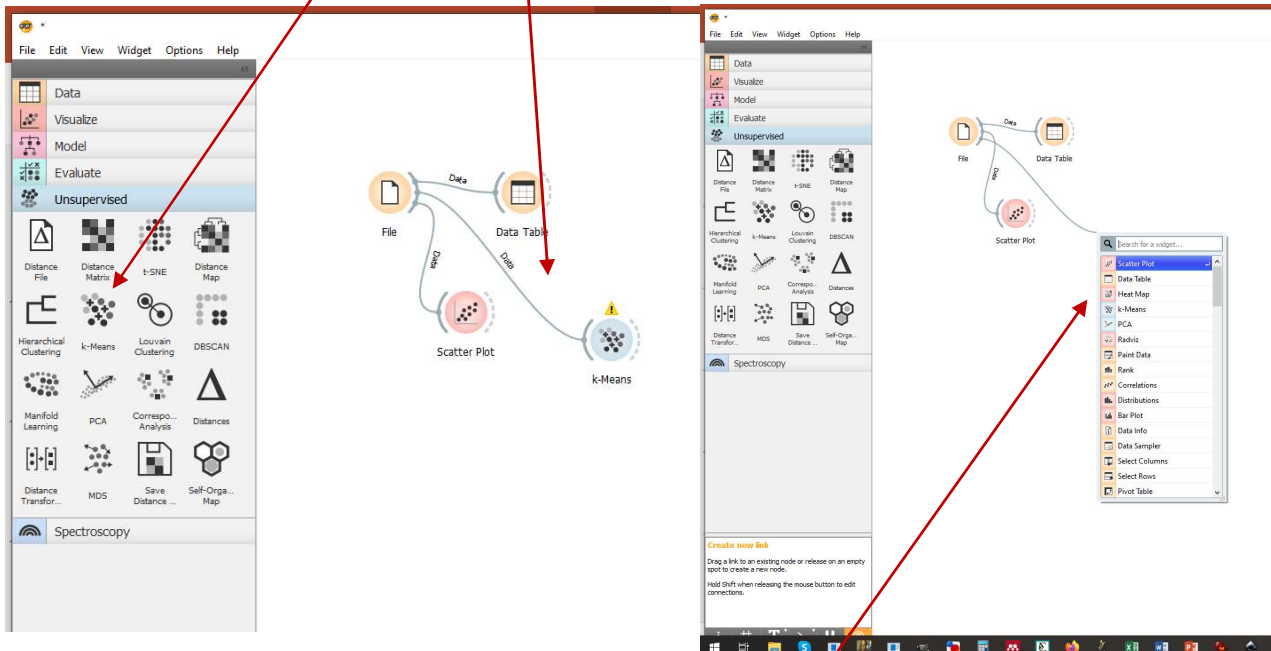 *
File Edit View Widget Options Help
Data
Visualize
Model
Evaluate
Unsupervised
Distance File
Distance Matrix
t-SNE
Distance Map
Hierarchical Clustering
k-Means
Louvain Clustering
DBSCAN
Manifold Learning
PCA
Correspo... Analysis
Distances
Distance Transfor...
MDS
Save Distance ...
Self-Orga... Map
Spectroscopy
File
Data
Data Table
Data
Data
Scatter Plot
k-Means
*
File Edit View Widget Options Help
Data
Visualize
Model
Evaluate
Unsupervised
Distance File
Distance Matrix
t-SNE
Distance Map
Hierarchical Clustering
k-Means
Louvain Clustering
DBSCAN
Manifold Learning
PCA
Correspo... Analysis
Distances
Distance Transfor...
MDS
Save Distance ...
Self-Orga... Map
Spectroscopy
File
Data
Data Table
Data
Scatter Plot
Search for a widget...
Scatter Plot
Data Table
Heat Map
k-Means
PCA
Radviz
Paint Data
Rank
Correlations
Distributions
Bar Plot
Data Info
Data Sampler
Select Columns
Select Rows
Pivot Table
Create new link
Drag a link to an existing node or release on an empty
spot to create a new node.
Hold Shift when releasing the mouse button to edit
connections.